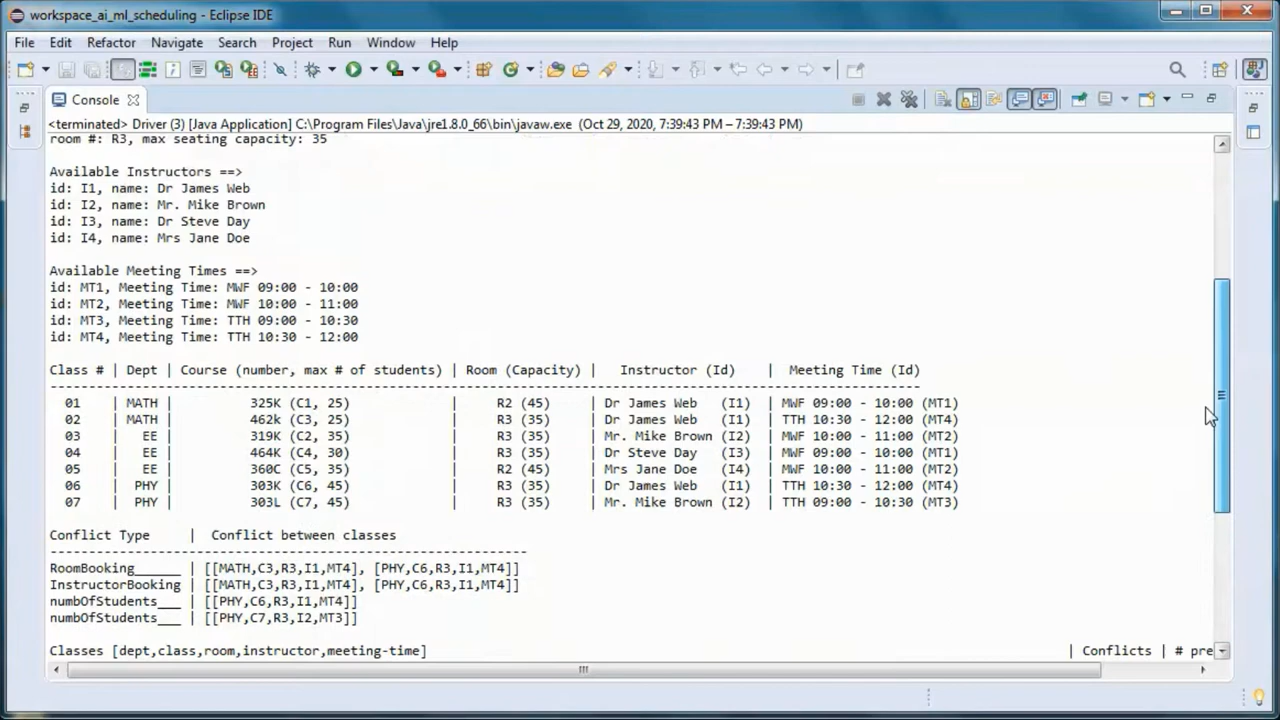 workspace_ai_ml_scheduling - Eclipse IDE
File Edit Refactor Navigate Search Project Run Window Help
Console
<terminated> Driver (3) [Java Application] C:\Program Files\Java\jre1.8.0_66\bin\javaw.exe (Oct 29, 2020, 7:39:43 PM – 7:39:43 PM)
room #: R3, max seating capacity: 35
Available Instructors ==>
id: I1, name: Dr James Web
id: I2, name: Mr. Mike Brown
id: I3, name: Dr Steve Day
id: I4, name: Mrs Jane Doe
Available Meeting Times ==>
id: MT1, Meeting Time: MWF 09:00 - 10:00
id: MT2, Meeting Time: MWF 10:00 - 11:00
id: MT3, Meeting Time: TTH 09:00 - 10:30
id: MT4, Meeting Time: TTH 10:30 - 12:00
Class # | Dept | Course (number, max # of students) | Room (Capacity) | Instructor (Id) | Meeting Time (Id)
01 | MATH | 325K (C1, 25) | R2 (45) | Dr James Web (I1) | MWF 09:00 - 10:00 (MT1)
02 | MATH | 462k (C3, 25) | R3 (35) | Dr James Web (I1) | TTH 10:30 - 12:00 (MT4)
03 | EE | 319K (C2, 35) | R3 (35) | Mr. Mike Brown (I2) | MWF 10:00 - 11:00 (MT2)
04 | EE | 464K (C4, 30) | R3 (35) | Dr Steve Day (I3) | MWF 09:00 - 10:00 (MT1)
05 | EE | 360C (C5, 35) | R2 (45) | Mrs Jane Doe (I4) | MWF 10:00 - 11:00 (MT2)
06 | PHY | 303K (C6, 45) | R3 (35) | Dr James Web (I1) | TTH 10:30 - 12:00 (MT4)
07 | PHY | 303L (C7, 45) | R3 (35) | Mr. Mike Brown (I2) | TTH 09:00 - 10:30 (MT3)
Conflict Type | Conflict between classes
RoomBooking______ | [[MATH,C3,R3,I1,MT4], [PHY,C6,R3,I1,MT4]]
InstructorBooking | [[MATH,C3,R3,I1,MT4], [PHY,C6,R3,I1,MT4]]
numbOfStudents___ | [[PHY,C6,R3,I1,MT4]]
numbOfStudents___ | [[PHY,C7,R3,I2,MT3]]
Classes [dept,class,room,instructor,meeting-time] | Conflicts | # pre